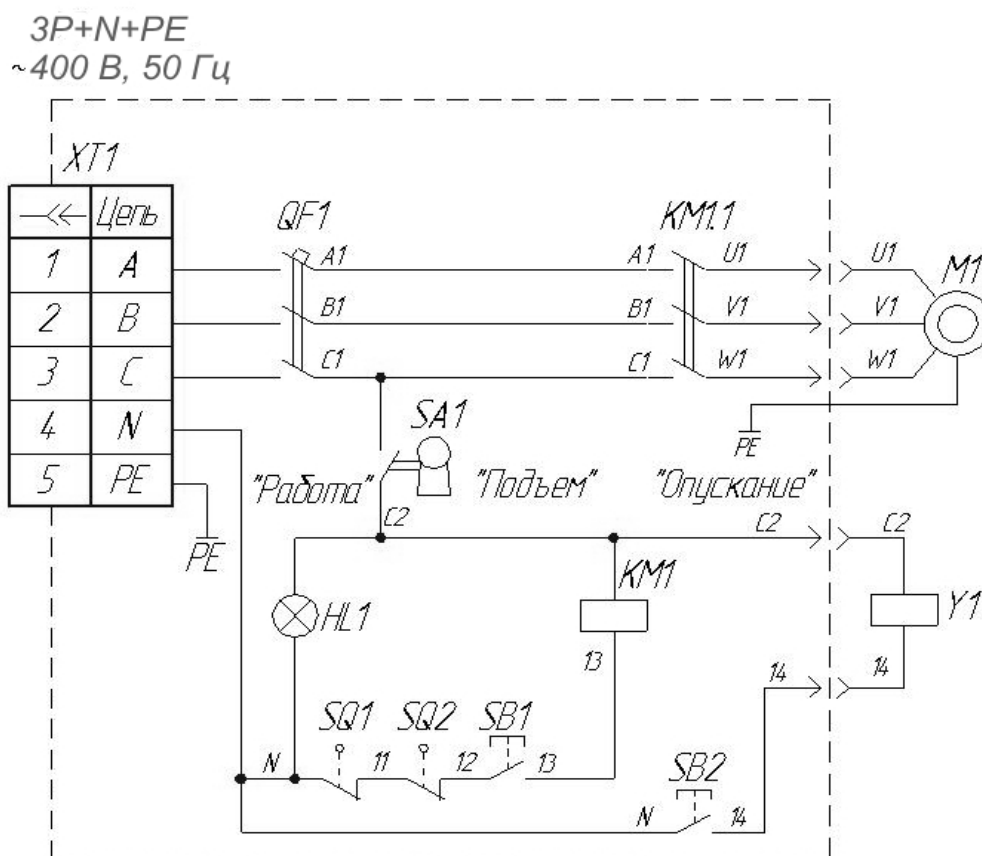 3P+N+PE
~400 В, 50 Гц
XT1
Цепь
1 A
2 B
3 C
4 N
5 PE
PE
QF1
A1
B1
C1
KM1.1
A1
B1
C1
U1
V1
W1
U1
V1
W1
M1
PE
SA1
"Работа" "Подъем" "Опускание"
C2
C2
C2
HL1
KM1
13
Y1
14
14
SQ1
SQ2
SB1
N
11
12
13
SB2
N
14